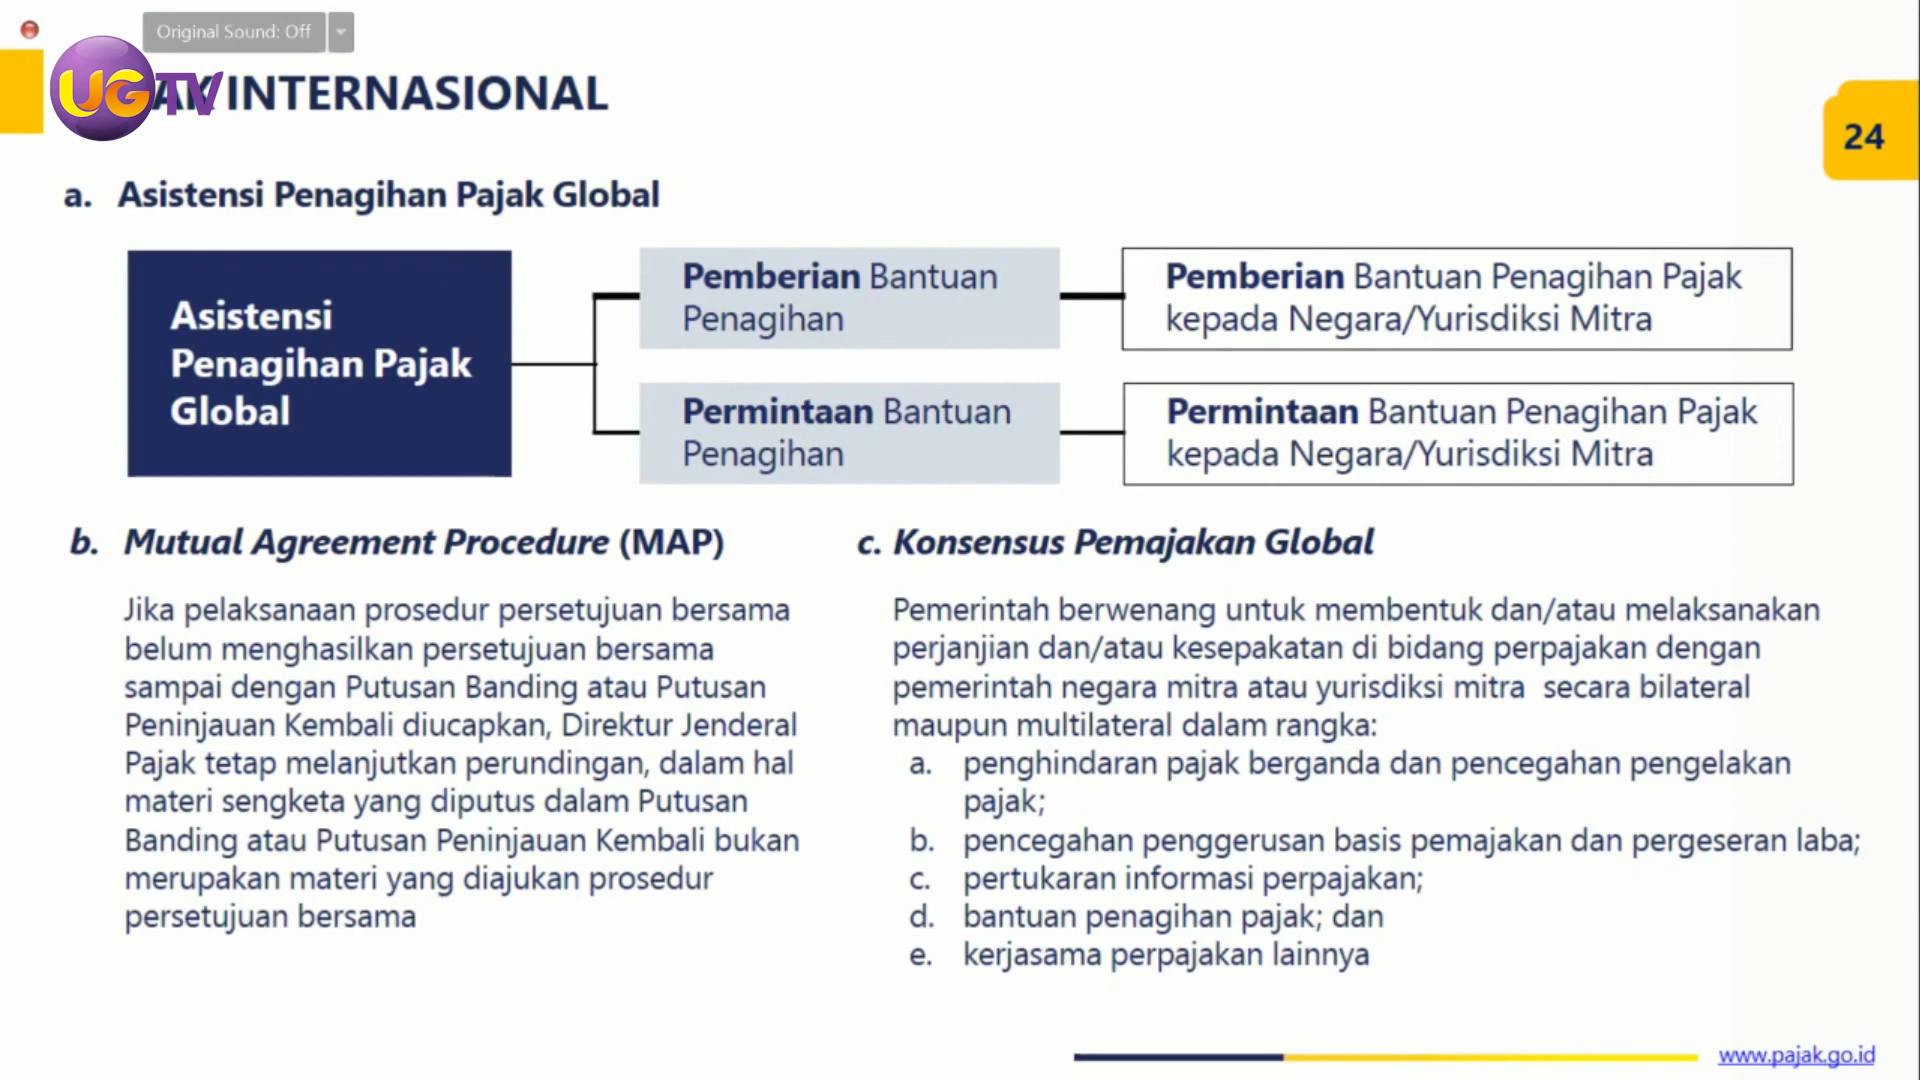 Original Sound: Off
UGTV
INTERNASIONAL
24
a. Asistensi Penagihan Pajak Global
Asistensi
Penagihan Pajak
Global
Pemberian Bantuan
Penagihan
Pemberian Bantuan Penagihan Pajak
kepada Negara/Yurisdiksi Mitra
Permintaan Bantuan
Penagihan
Permintaan Bantuan Penagihan Pajak
kepada Negara/Yurisdiksi Mitra
b. Mutual Agreement Procedure (MAP)
Jika pelaksanaan prosedur persetujuan bersama
belum menghasilkan persetujuan bersama
sampai dengan Putusan Banding atau Putusan
Peninjauan Kembali diucapkan, Direktur Jenderal
Pajak tetap melanjutkan perundingan, dalam hal
materi sengketa yang diputus dalam Putusan
Banding atau Putusan Peninjauan Kembali bukan
merupakan materi yang diajukan prosedur
persetujuan bersama
c. Konsensus Pemajakan Global
Pemerintah berwenang untuk membentuk dan/atau melaksanakan
perjanjian dan/atau kesepakatan di bidang perpajakan dengan
pemerintah negara mitra atau yurisdiksi mitra secara bilateral
maupun multilateral dalam rangka:
a. penghindaran pajak berganda dan pencegahan pengelakan
pajak;
b. pencegahan penggerusan basis pemajakan dan pergeseran laba;
c. pertukaran informasi perpajakan;
d. bantuan penagihan pajak; dan
e. kerjasama perpajakan lainnya
www.pajak.go.id